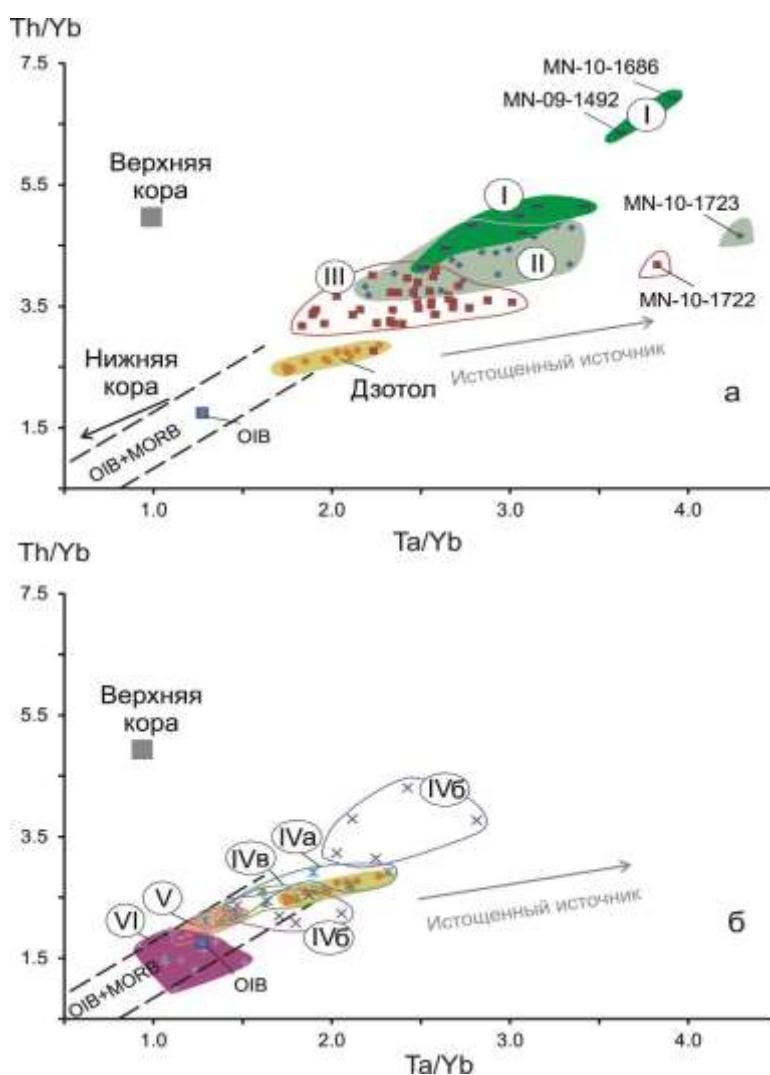 Th/Yb
7.5
MN-10-1686
MN-09-1492
I
Верхняя
кора
5.5
I
MN-10-1723
II
III
MN-10-1722
3.5
Истощенный источник
Нижняя
кора
Дзотол
а
OIB
1.5
OIB+MORB
1.0
2.0
3.0
4.0
Ta/Yb
Th/Yb
7.5
Верхняя
кора
5.5
IVб
3.5
IVа
IVв
V
Истощенный источник
VI
IVб
б
1.5
OIB
OIB+MORB
1.0
2.0
3.0
4.0
Ta/Yb